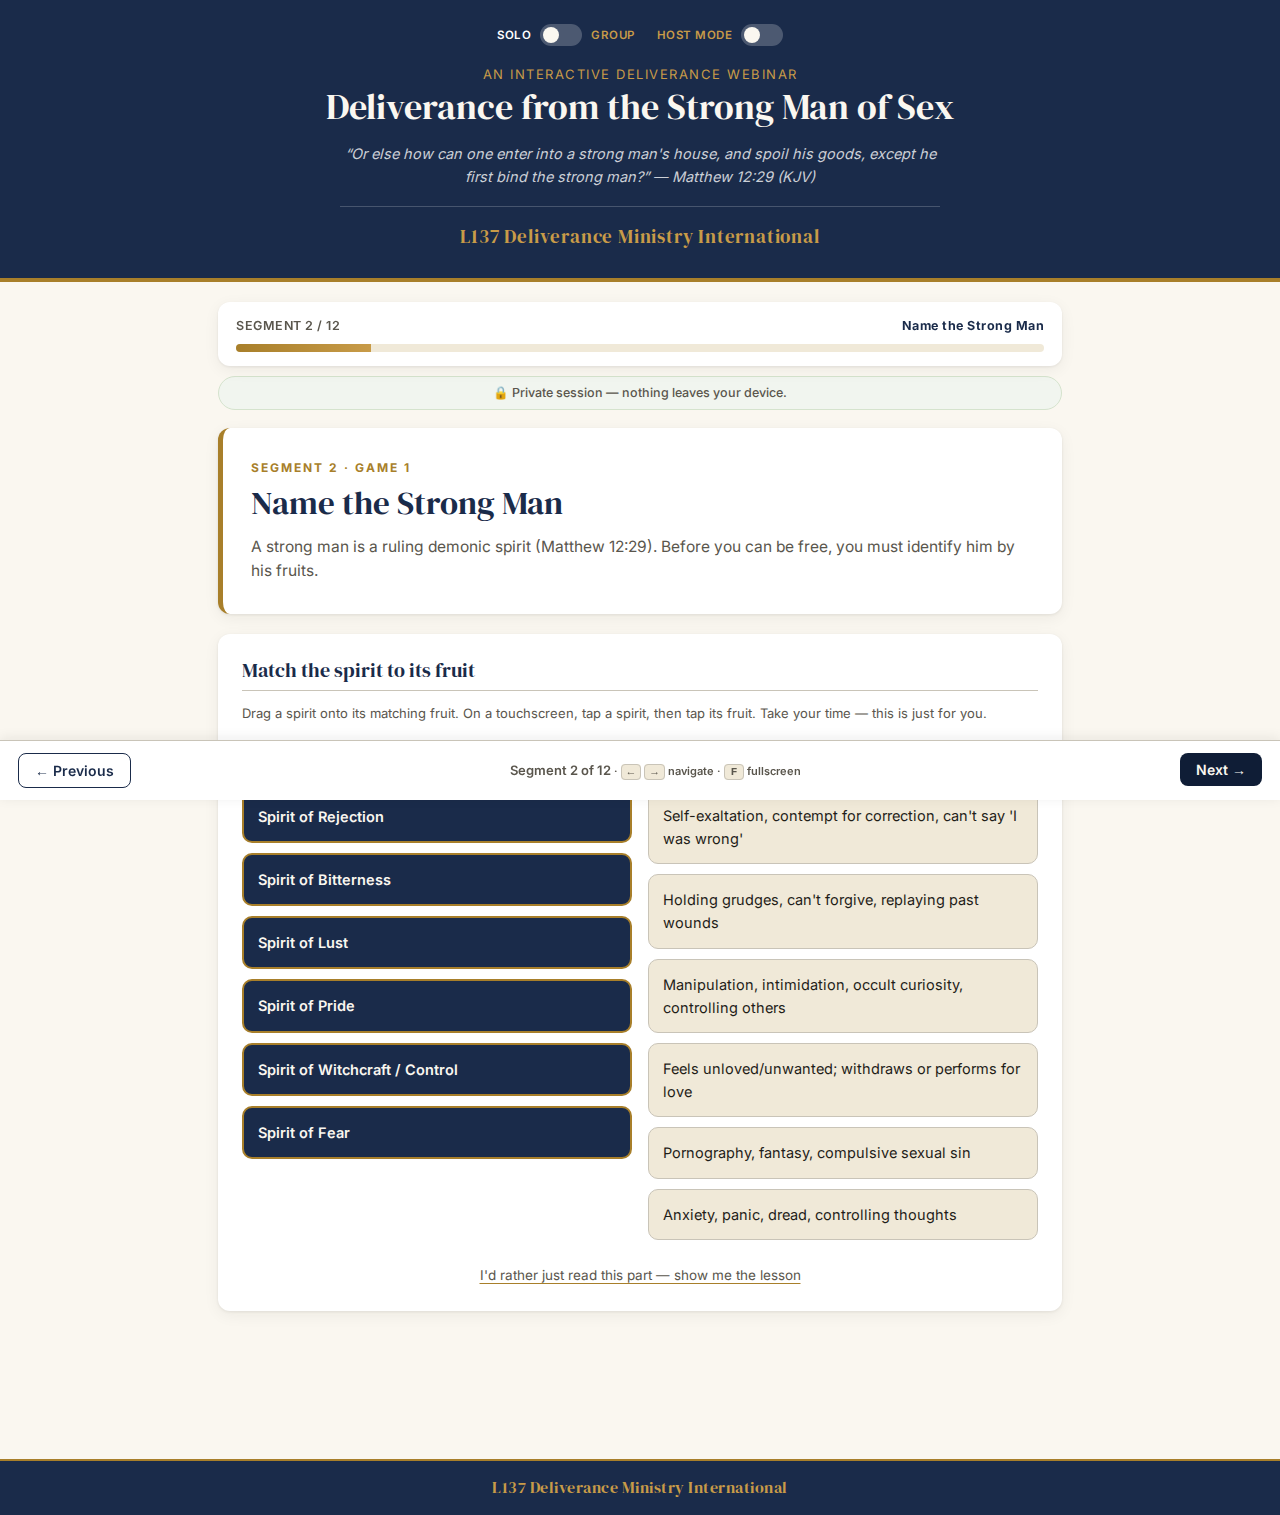 SOLO GROUP HOST MODE
AN INTERACTIVE DELIVERANCE WEBINAR
Deliverance from the Strong Man of Sex
“Or else how can one enter into a strong man's house, and spoil his goods, except he
first bind the strong man?” — Matthew 12:29 (KJV)
L137 Deliverance Ministry International
SEGMENT 2 / 12
Name the Strong Man
🔒 Private session — nothing leaves your device.
SEGMENT 2 · GAME 1
Name the Strong Man
A strong man is a ruling demonic spirit (Matthew 12:29). Before you can be free, you must identify him by
his fruits.
Match the spirit to its fruit
Drag a spirit onto its matching fruit. On a touchscreen, tap a spirit, then tap its fruit. Take your time — this is just for you.
← Previous
Segment 2 of 12 · ← → navigate · F fullscreen
Next →
Spirit of Rejection
Spirit of Bitterness
Spirit of Lust
Spirit of Pride
Spirit of Witchcraft / Control
Spirit of Fear
Self-exaltation, contempt for correction, can't say 'I
was wrong'
Holding grudges, can't forgive, replaying past
wounds
Manipulation, intimidation, occult curiosity,
controlling others
Feels unloved/unwanted; withdraws or performs for
love
Pornography, fantasy, compulsive sexual sin
Anxiety, panic, dread, controlling thoughts
I'd rather just read this part — show me the lesson
L137 Deliverance Ministry International